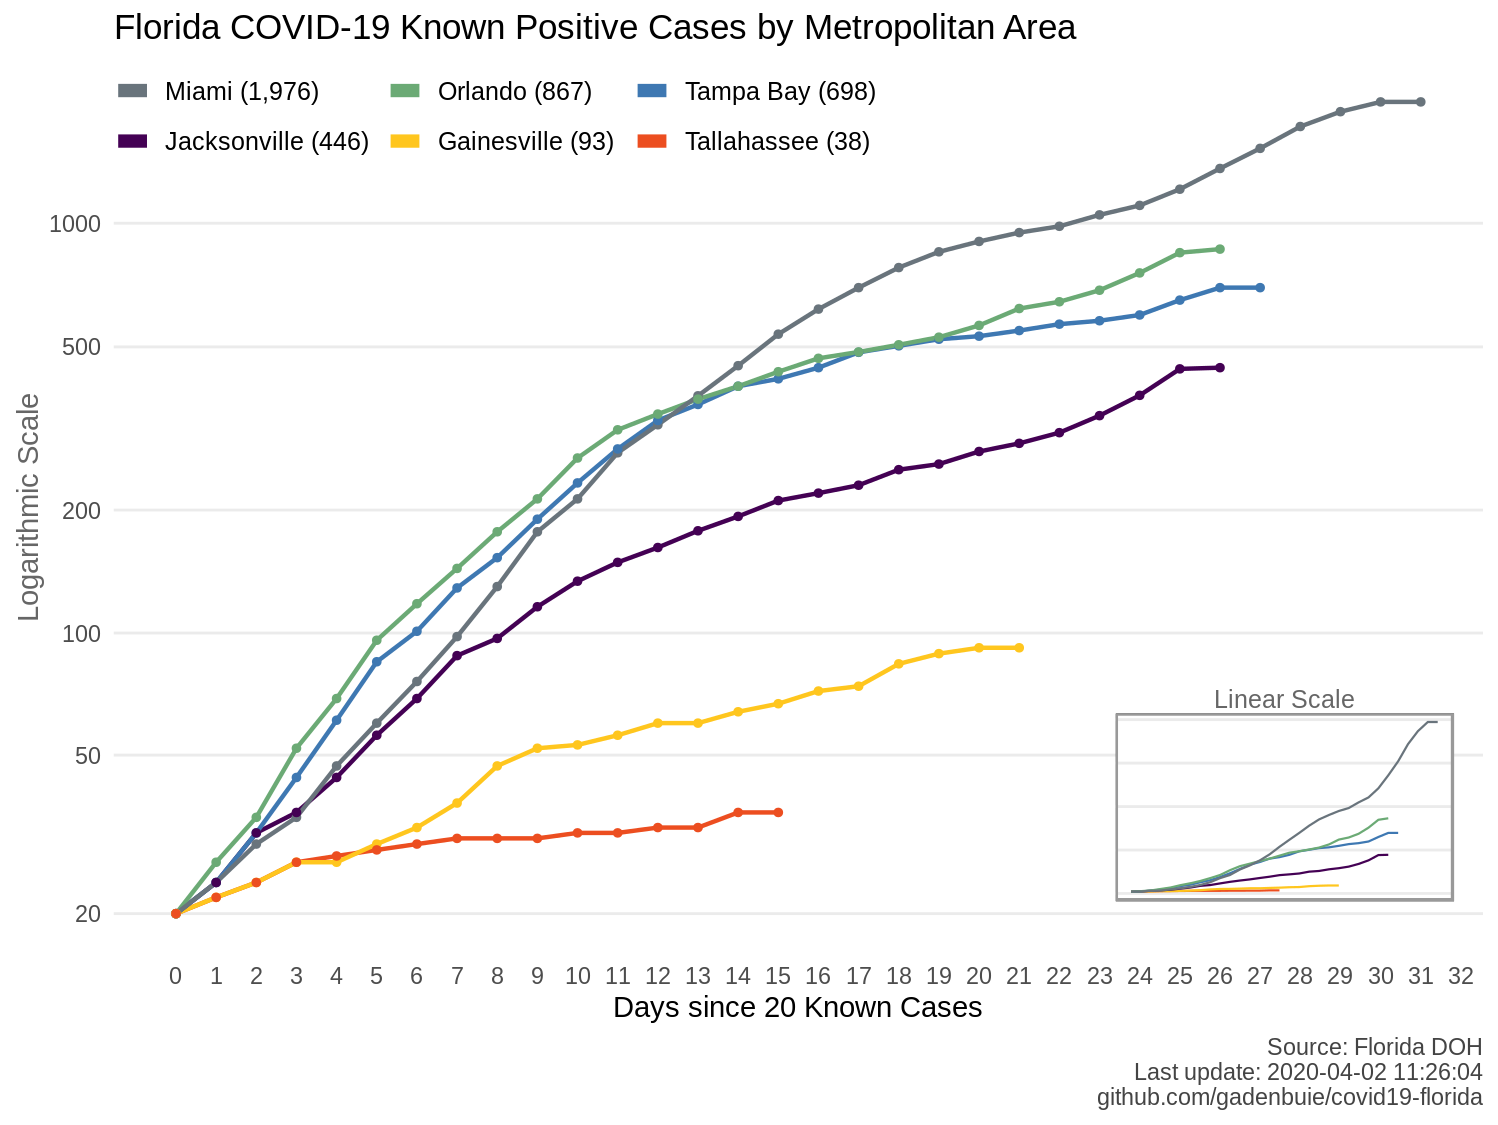 Florida COVID-19 Known Positive Cases by Metropolitan Area
Miami (1,976) Orlando (867) Tampa Bay (698)
Jacksonville (446) Gainesville (93) Tallahassee (38)
Logarithmic Scale
1000
500
200
100
50
20
Linear Scale
0 1 2 3 4 5 6 7 8 9 10 11 12 13 14 15 16 17 18 19 20 21 22 23 24 25 26 27 28 29 30 31 32
Days since 20 Known Cases
Source: Florida DOH
Last update: 2020-04-02 11:26:04
github.com/gadenbuie/covid19-florida